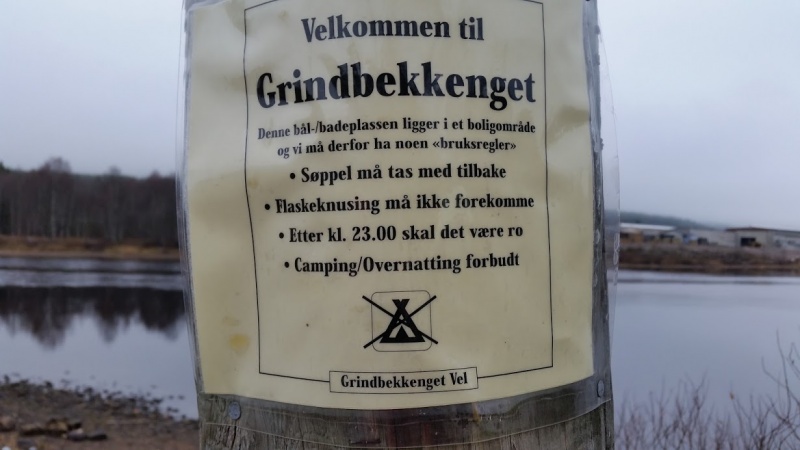 Velkommen til
Grindbekkenget
Denne bål-/badeplassen ligger i et boligområde
og vi må derfor ha noen «bruksregler»
• Søppel må tas med tilbake
• Flaskeknusing må ikke forekomme
• Etter kl. 23.00 skal det være ro
• Camping/Overnatting forbudt
Grindbekkenget Vel